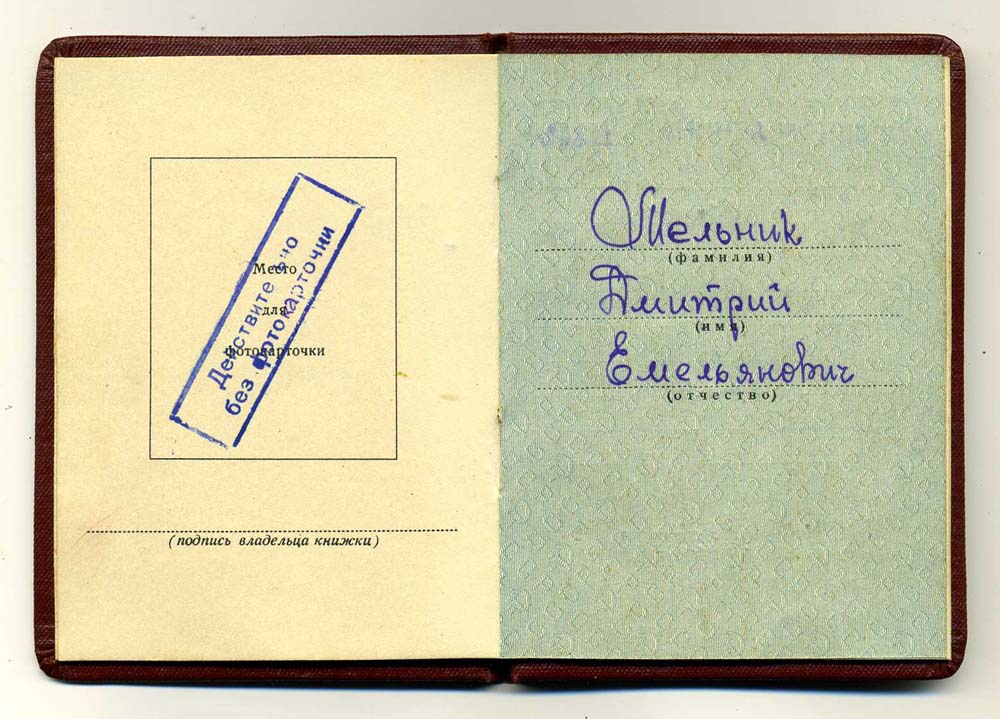 Место
для
фотокарточки
Действительно
без фотокарточки
(подпись владельца книжки)
Мельник
(фамилия)
Дмитрий
(имя)
Емельянович
(отчество)